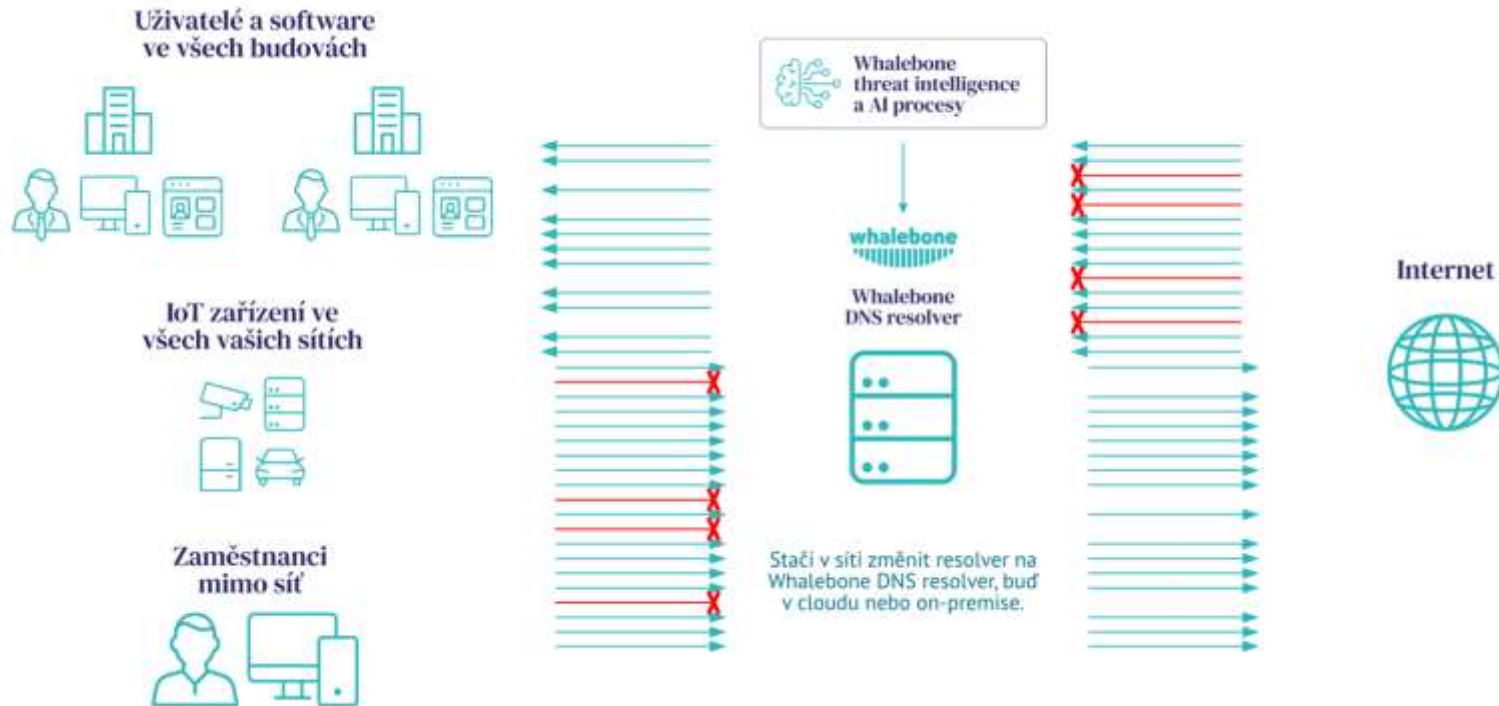 Uživatelé a software
ve všech budovách
IoT zařízení ve
všech vašich sítích
Zaměstnanci
mimo síť
Whalebone
threat intelligence
a AI procesy
whalebone
Whalebone
DNS resolver
Stačí v síti změnit resolver na
Whalebone DNS resolver, buď
v cloudu nebo on-premise.
Internet